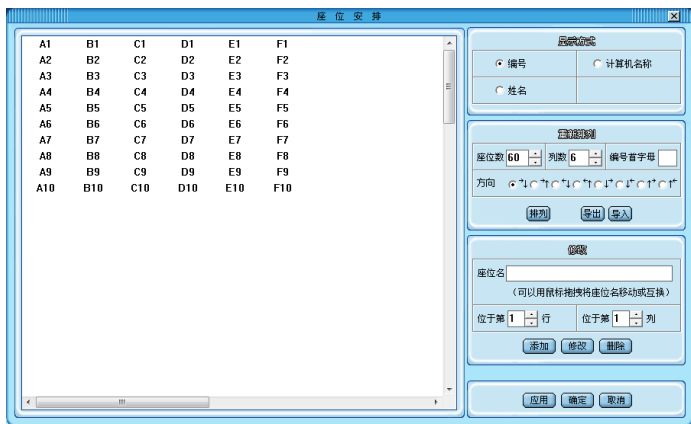 座 位 安 排
A1 B1 C1 D1 E1 F1
A2 B2 C2 D2 E2 F2
A3 B3 C3 D3 E3 F3
A4 B4 C4 D4 E4 F4
A5 B5 C5 D5 E5 F5
A6 B6 C6 D6 E6 F6
A7 B7 C7 D7 E7 F7
A8 B8 C8 D8 E8 F8
A9 B9 C9 D9 E9 F9
A10 B10 C10 D10 E10 F10
显示方式
编号 计算机名称
姓名
重新排列
座位数 60 列数 6 编号首字母
方向
排列 导出 导入
修改
座位名
（可以用鼠标拖拽将座位名移动或互换）
位于第 1 行 位于第 1 列
添加 修改 删除
应用 确定 取消